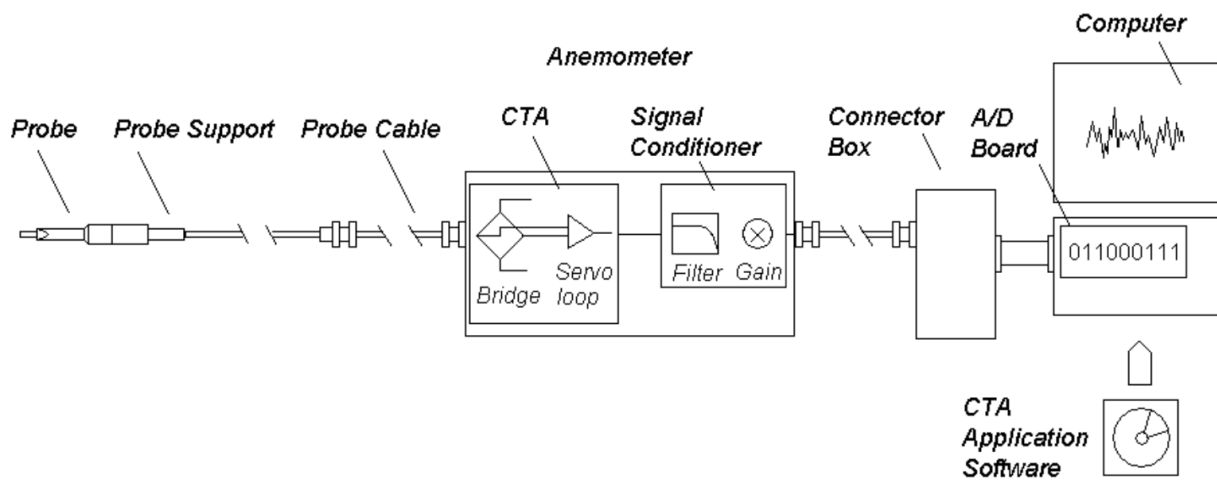 Computer
Anemometer
Probe
Probe Support
Probe Cable
CTA
Signal
Conditioner
Connector
Box
A/D
Board
011000111
Bridge
Servo
loop
Filter
Gain
CTA
Application
Software